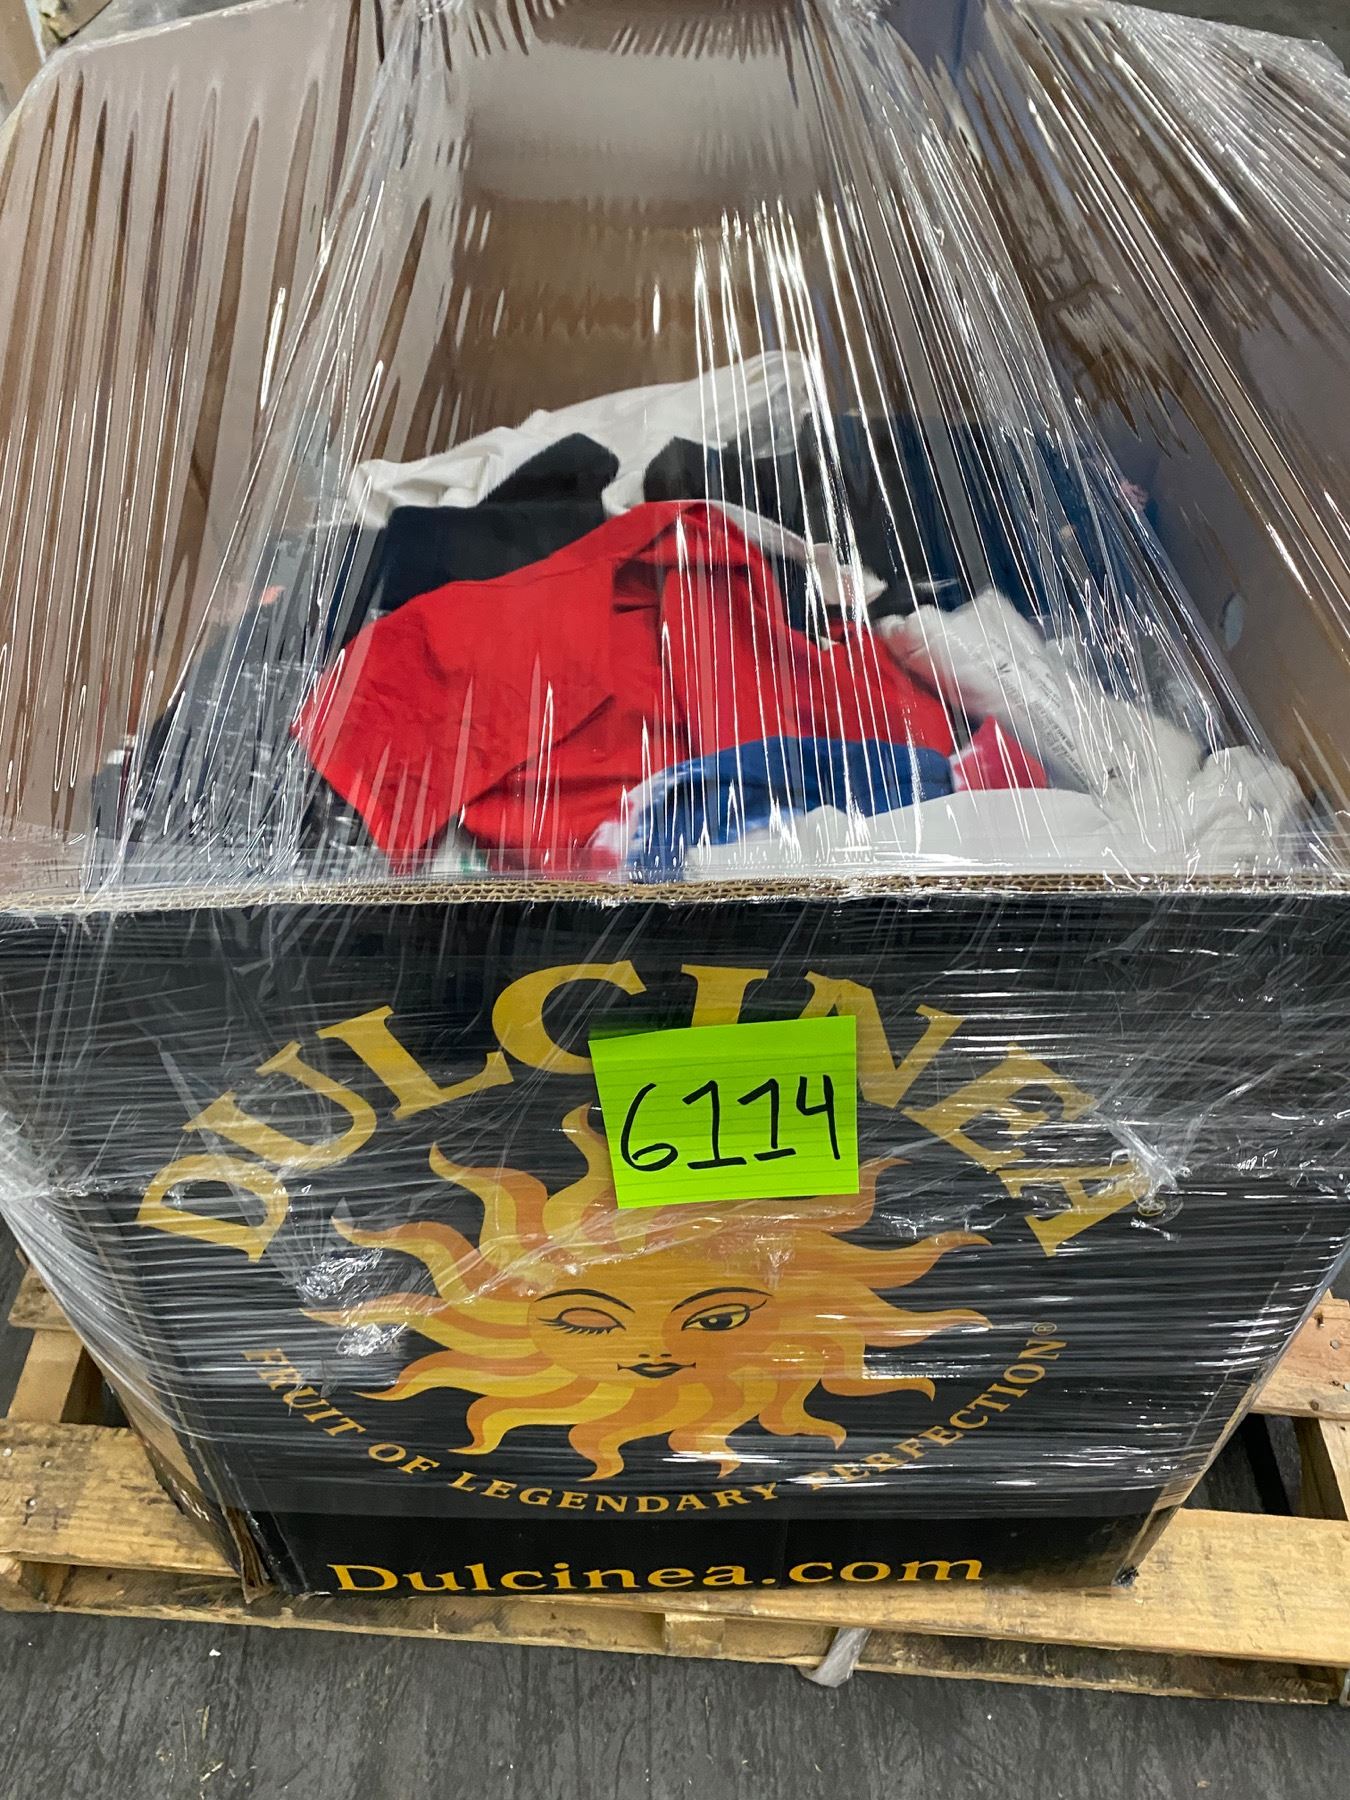 DULCINEA®
6114
FRUIT OF LEGENDARY PERFECTION®
Dulcinea.com